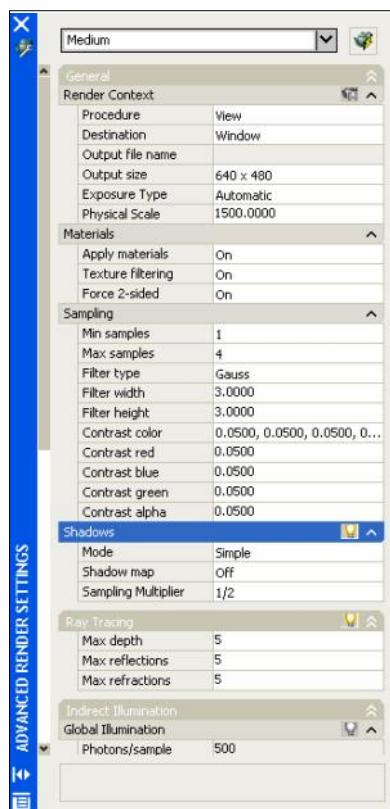 Medium
General
Render Context
Procedure View
Destination Window
Output file name
Output size 640 x 480
Exposure Type Automatic
Physical Scale 1500.0000
Materials
Apply materials On
Texture filtering On
Force 2-sided On
Sampling
Min samples 1
Max samples 4
Filter type Gauss
Filter width 3.0000
Filter height 3.0000
Contrast color 0.0500, 0.0500, 0.0500, 0...
Contrast red 0.0500
Contrast blue 0.0500
Contrast green 0.0500
Contrast alpha 0.0500
Shadows
Mode Simple
Shadow map Off
Sampling Multiplier 1/2
Ray Tracing
Max depth 5
Max reflections 5
Max refractions 5
Indirect Illumination
Global Illumination
Photons/sample 500
ADVANCED RENDER SETTINGS